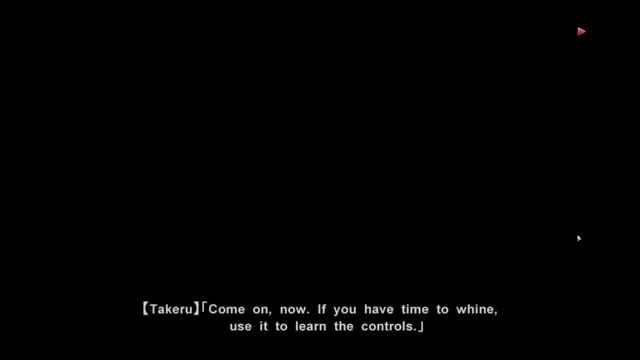 【Takeru】「Come on, now. If you have time to whine,
use it to learn the controls.」